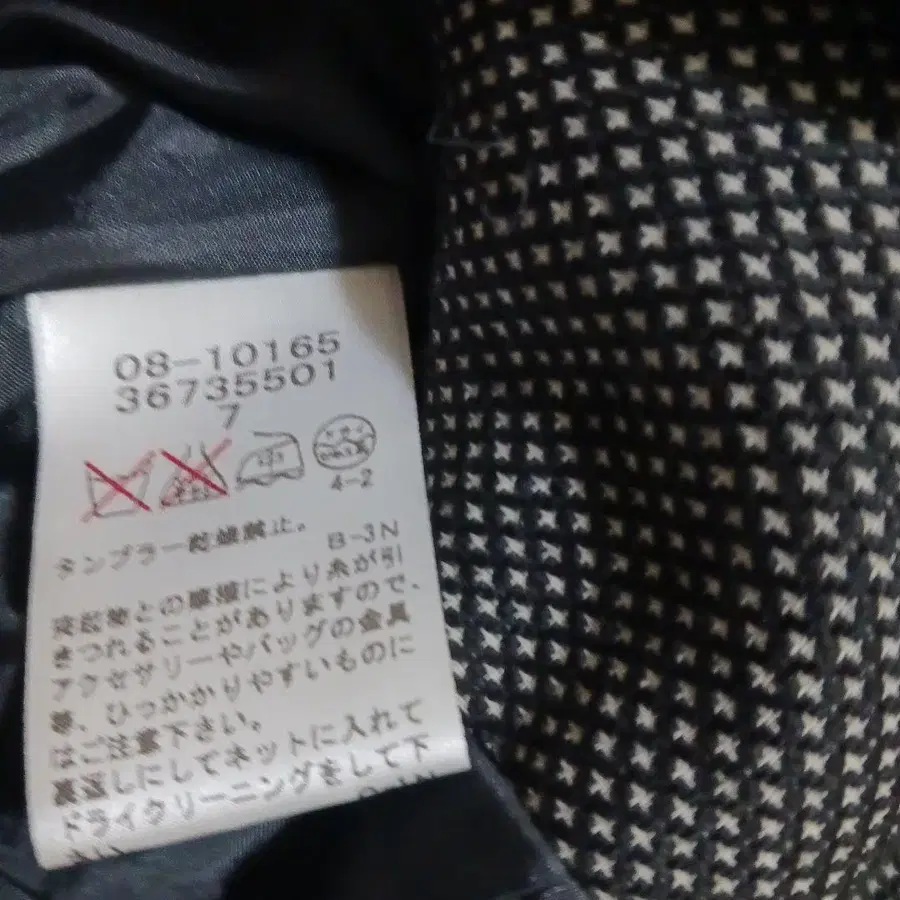 08-10165
36735501
7
4-2
タンブラー乾燥禁止。
B-3N
突起物との摩擦により糸が引
きつれることがありますので、
アクセサリーやバッグの金具
等、ひっかかりやすいものに
はご注意下さい。
裏返しにしてネットに入れて
ドライクリーニングをして下
さい